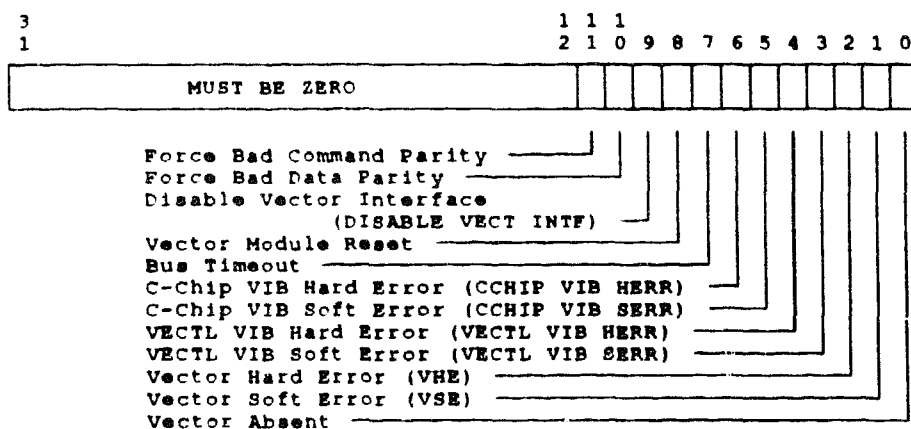 3 1 1 1
1 2 1 0 9 8 7 6 5 4 3 2 1 0
MUST BE ZERO
Force Bad Command Parity
Force Bad Data Parity
Disable Vector Interface
(DISABLE VECT INTF)
Vector Module Reset
Bus Timeout
C-Chip VIB Hard Error (CCHIP VIB HERR)
C-Chip VIB Soft Error (CCHIP VIB SERR)
VECTL VIB Hard Error (VECTL VIB HERR)
VECTL VIB Soft Error (VECTL VIB SERR)
Vector Hard Error (VHE)
Vector Soft Error (VSE)
Vector Absent